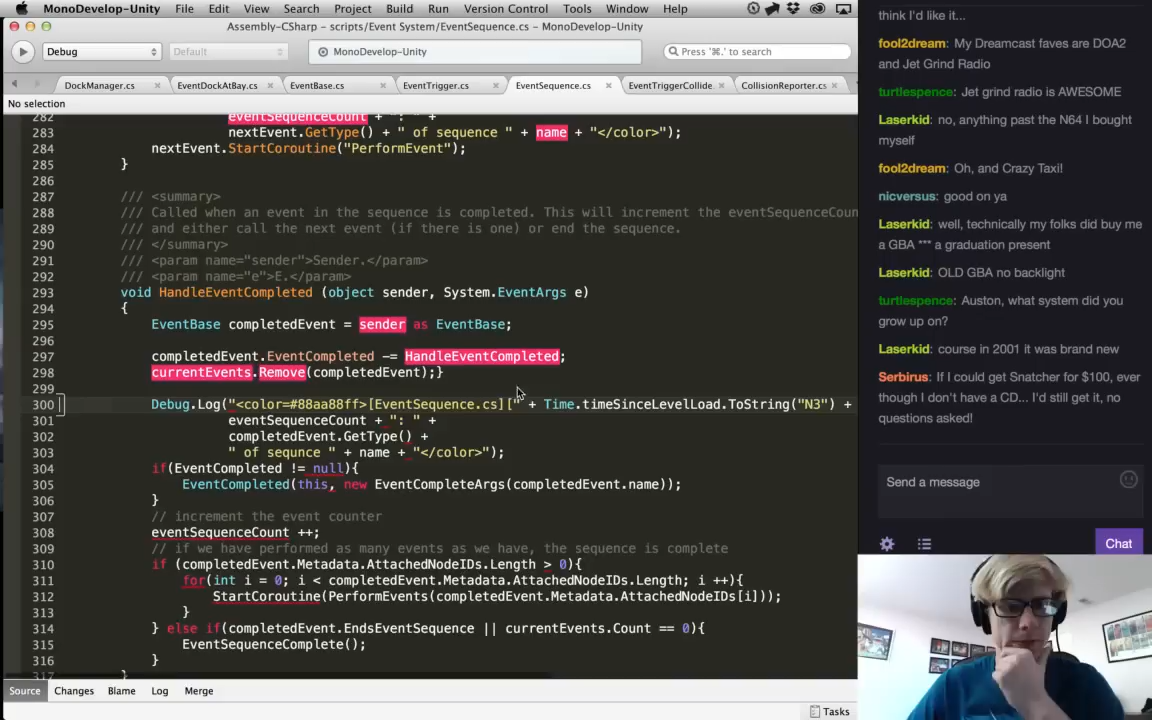 MonoDevelop-Unity File Edit View Search Project Build Run Version Control Tools Window Help
Assembly-CSharp - scripts/Event System/EventSequence.cs - MonoDevelop-Unity
Debug Default MonoDevelop-Unity Press '⌘.' to search
DockManager.cs EventDockAtBay.cs EventBase.cs EventTrigger.cs EventSequence.cs EventTriggerCollide CollisionReporter.cs
No selection
282 eventSequenceCount + ": " +
283 nextEvent.GetType() + " of sequence " + name + "</color>");
284 nextEvent.StartCoroutine("PerformEvent");
285 }
286
287 /// <summary>
288 /// Called when an event in the sequence is completed. This will increment the eventSequenceCoun
289 /// and either call the next event (if there is one) or end the sequence.
290 /// </summary>
291 /// <param name="sender">Sender.</param>
292 /// <param name="e">E.</param>
293 void HandleEventCompleted (object sender, System.EventArgs e)
294 {
295 EventBase completedEvent = sender as EventBase;
296
297 completedEvent.EventCompleted -= HandleEventCompleted;
298 currentEvents.Remove(completedEvent);}
299
300 Debug.Log("<color=#88aa88ff>[EventSequence.cs][" + Time.timeSinceLevelLoad.ToString("N3") +
301 eventSequenceCount + ": " +
302 completedEvent.GetType() +
303 " of sequnce " + name + "</color>");
304 if(EventCompleted != null){
305 EventCompleted(this, new EventCompleteArgs(completedEvent.name));
306 }
307 // increment the event counter
308 eventSequenceCount ++;
309 // if we have performed as many events as we have, the sequence is complete
310 if (completedEvent.Metadata.AttachedNodeIDs.Length > 0){
311 for(int i = 0; i < completedEvent.Metadata.AttachedNodeIDs.Length; i ++){
312 StartCoroutine(PerformEvents(completedEvent.Metadata.AttachedNodeIDs[i]));
313 }
314 } else if(completedEvent.EndsEventSequence || currentEvents.Count == 0){
315 EventSequenceComplete();
316 }
317 }
Source Changes Blame Log Merge
Tasks
think I'd like it...
fool2dream: My Dreamcast faves are DOA2
and Jet Grind Radio
turtlespence: Jet grind radio is AWESOME
Laserkid: no, anything past the N64 I bought
myself
fool2dream: Oh, and Crazy Taxi!
nicversus: good on ya
Laserkid: well, technically my folks did buy me
a GBA *** a graduation present
Laserkid: OLD GBA no backlight
turtlespence: Auston, what system did you
grow up on?
Laserkid: course in 2001 it was brand new
Serbirus: If I could get Snatcher for $100, ever
though I don't have a CD... I'd still get it, no
questions asked!
Send a message
Chat